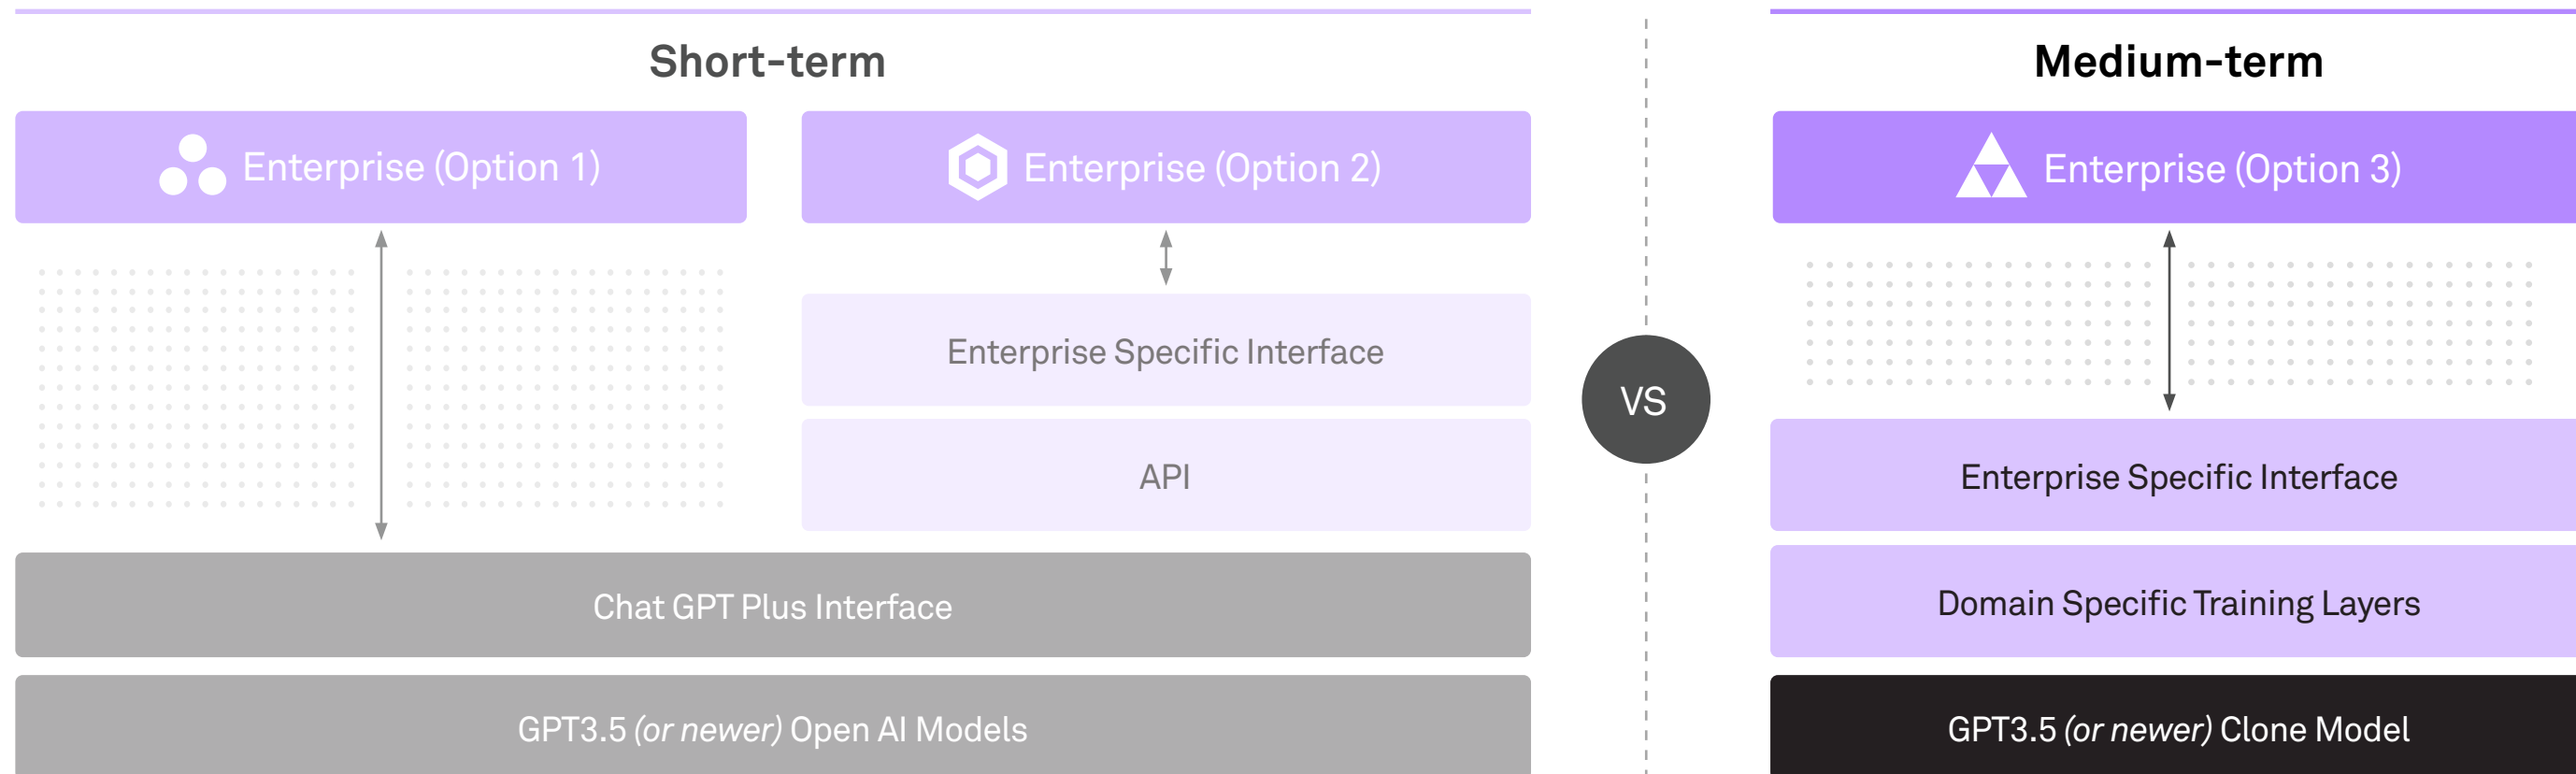 Short-term
Enterprise (Option 1)
Enterprise (Option 2)
Enterprise Specific Interface
API
Chat GPT Plus Interface
GPT3.5 (or newer) Open AI Models
VS
Medium-term
Enterprise (Option 3)
Enterprise Specific Interface
Domain Specific Training Layers
GPT3.5 (or newer) Clone Model